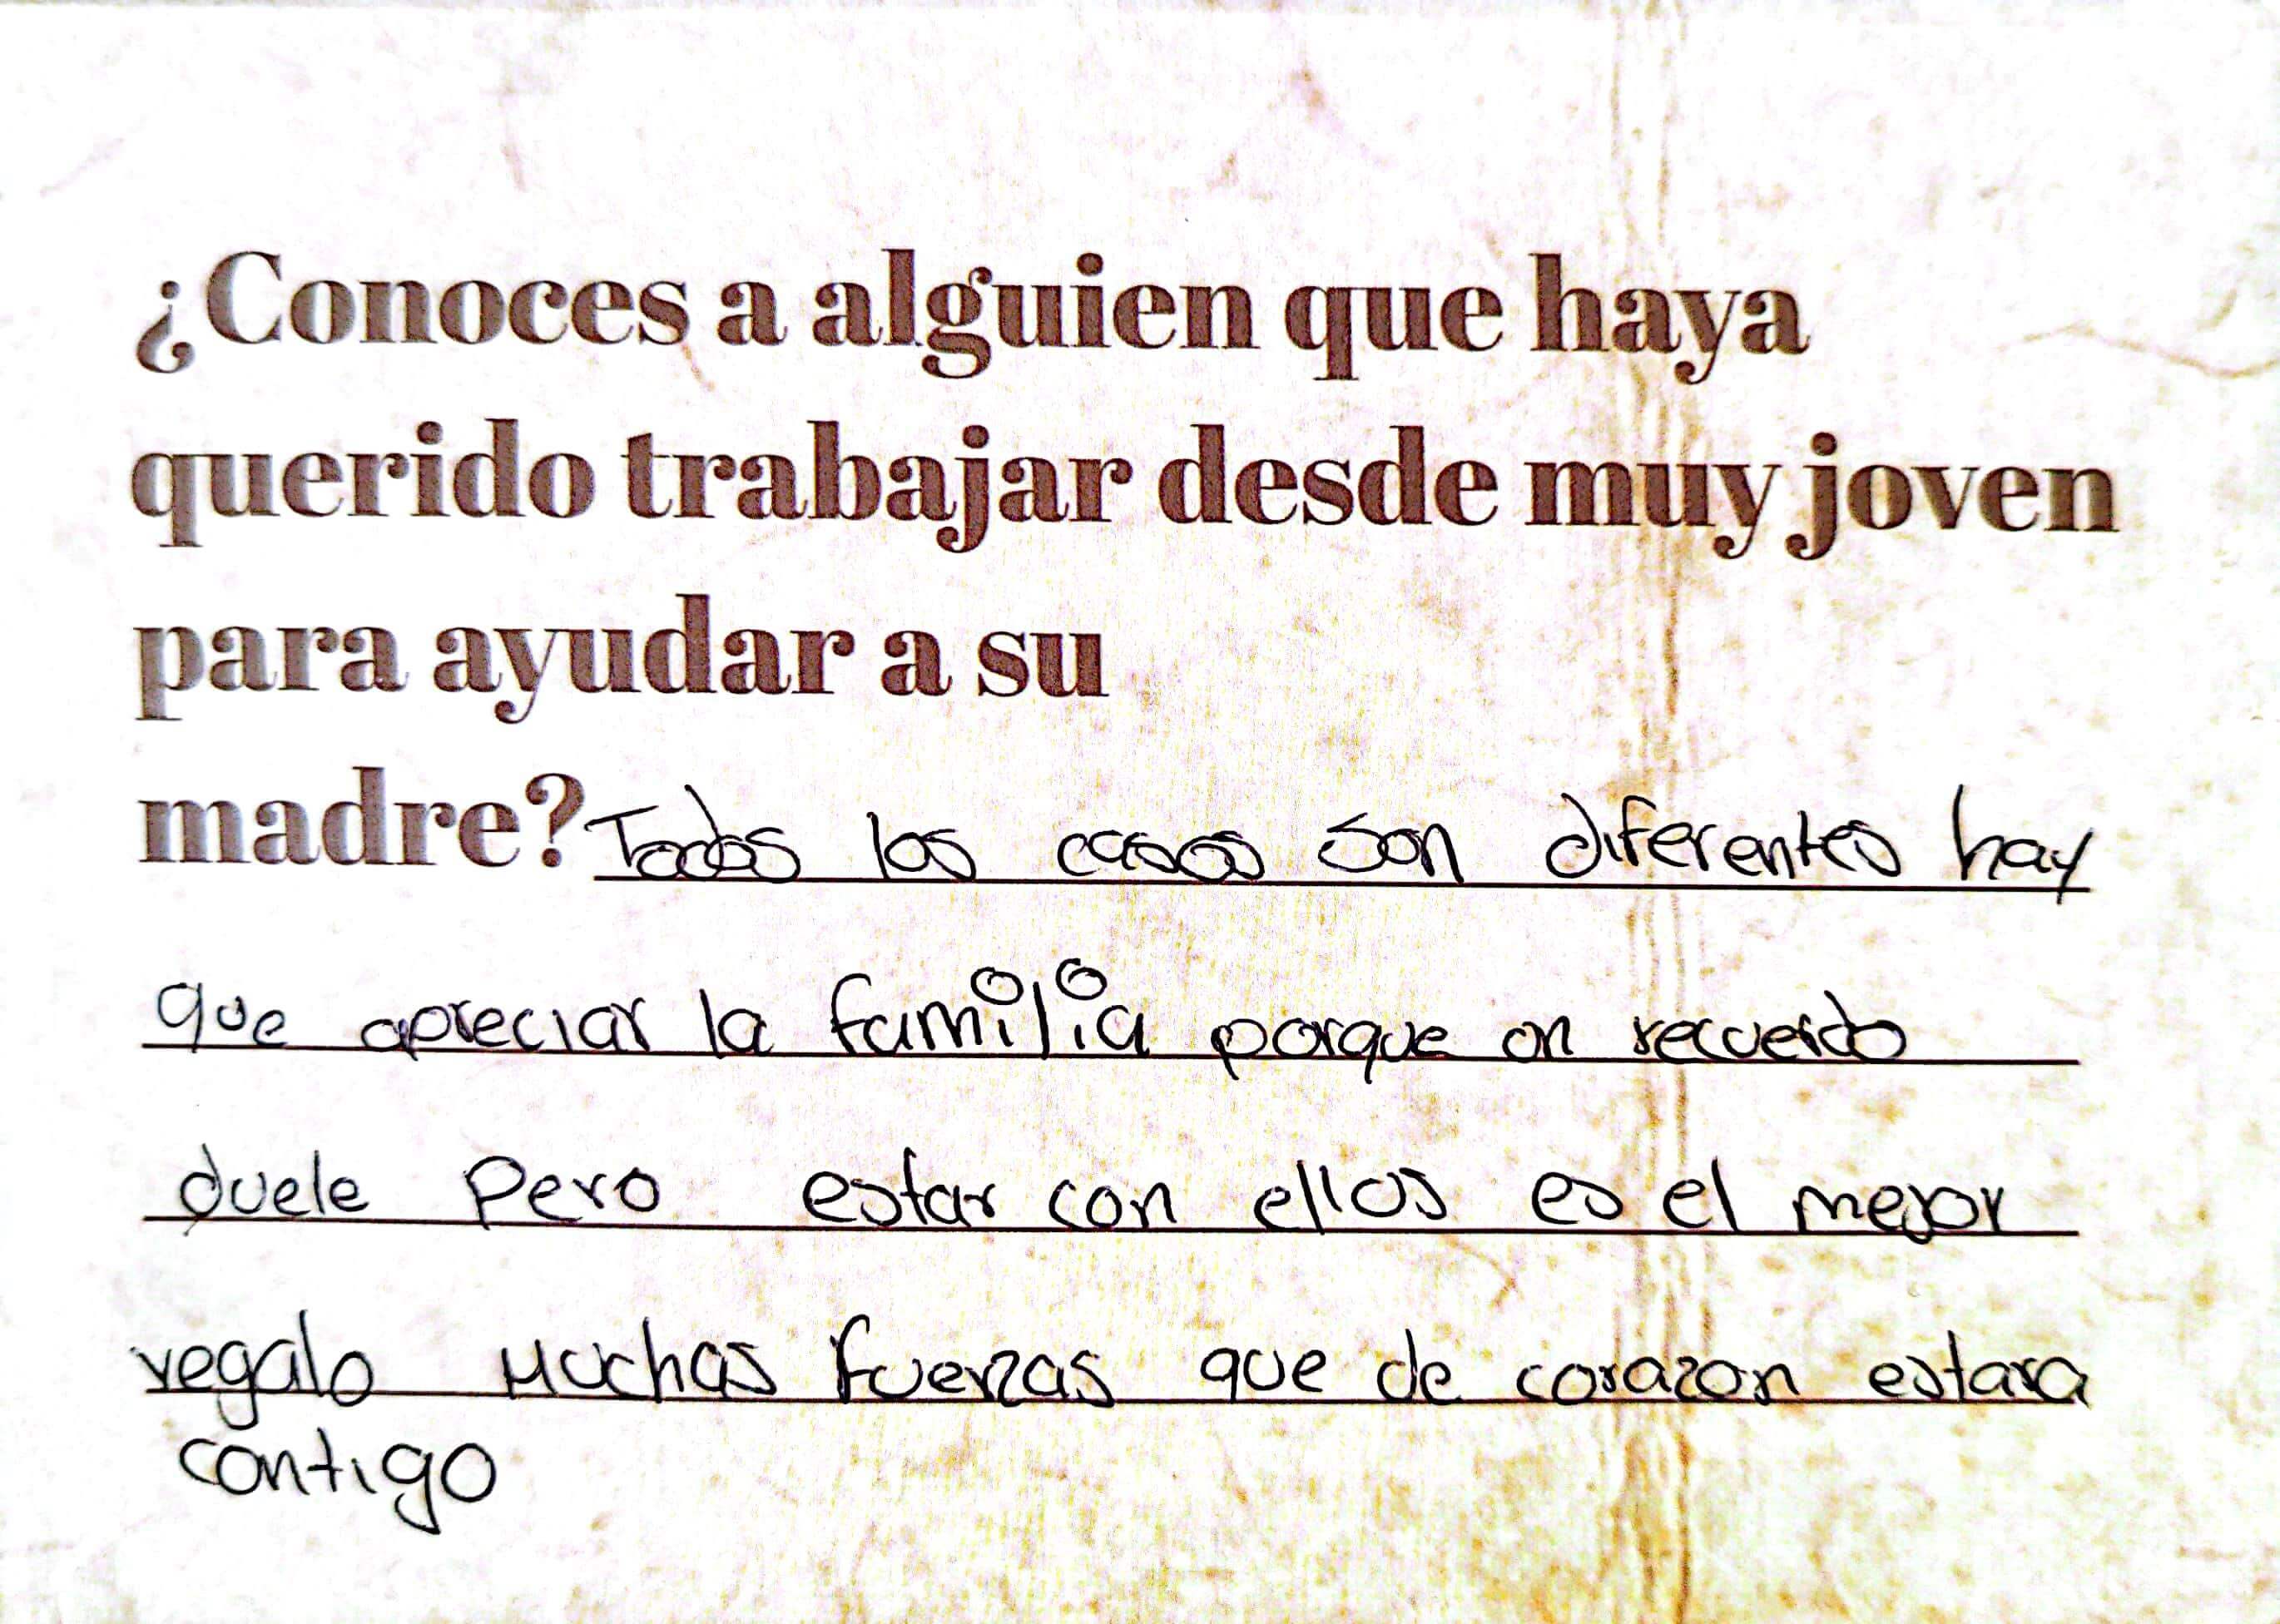 ¿Conoces a alguien que haya
querido trabajar desde muy joven
para ayudar a su
madre? Todos los casos son diferentes hay
que apreciar la familia porque un recuerdo
duele pero estar con ellos es el mejor
regalo Muchas fuerzas que de corazon estara
contigo